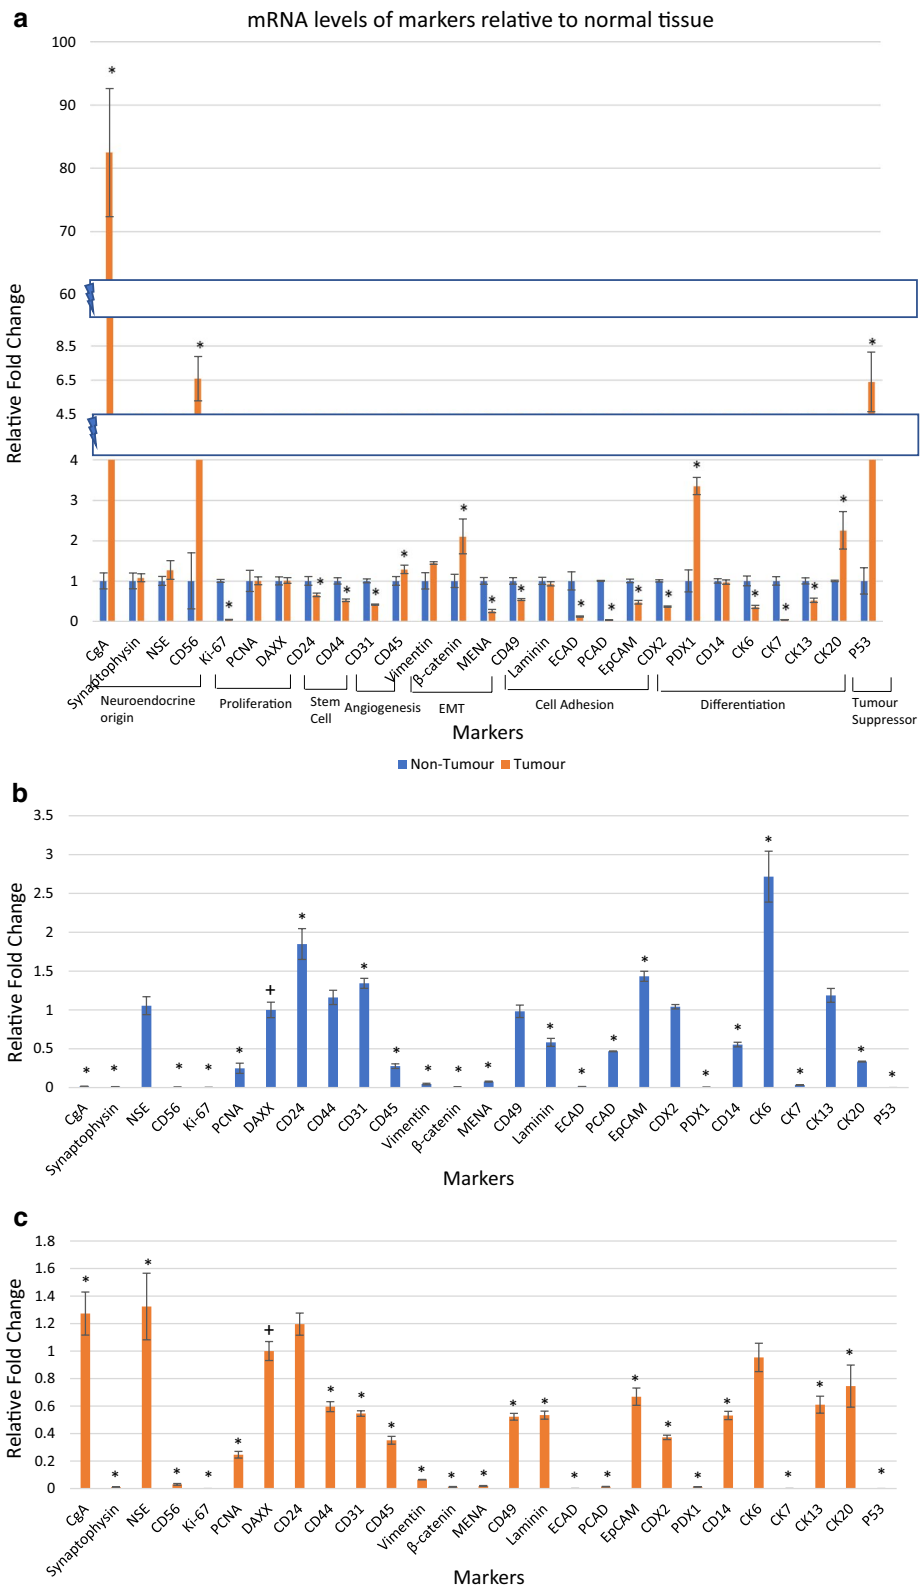 a
mRNA levels of markers relative to normal tissue
100
90
80
70
60
8.5
6.5
4.5
4
3
2
1
0
Relative Fold Change
* * * * * * * * * * * * * * * * * * * *
CgA Synaptophysin NSE CD56 Ki-67 PCNA DAXX CD24 CD44 CD31 CD45 Vimentin β-catenin MENA CD49 Laminin ECAD PCAD EpCAM CDX2 PDX1 CD14 CK6 CK7 CK13 CK20 P53
Neuroendocrine origin
Proliferation
Stem Cell
Angiogenesis
EMT
Cell Adhesion
Differentiation
Tumour Suppressor
Markers
Non-Tumour Tumour
b
3.5
3
2.5
2
1.5
1
0.5
0
Relative Fold Change
* * * * * + * * * * * * * * * * * * * * * *
CgA Synaptophysin NSE CD56 Ki-67 PCNA DAXX CD24 CD44 CD31 CD45 Vimentin β-catenin MENA CD49 Laminin ECAD PCAD EpCAM CDX2 PDX1 CD14 CK6 CK7 CK13 CK20 P53
Markers
c
1.8
1.6
1.4
1.2
1
0.8
0.6
0.4
0.2
0
Relative Fold Change
* * * * * * + * * * * * * * * * * * * * * * * * *
CgA Synaptophysin NSE CD56 Ki-67 PCNA DAXX CD24 CD44 CD31 CD45 Vimentin β-catenin MENA CD49 Laminin ECAD PCAD EpCAM CDX2 PDX1 CD14 CK6 CK7 CK13 CK20 P53
Markers